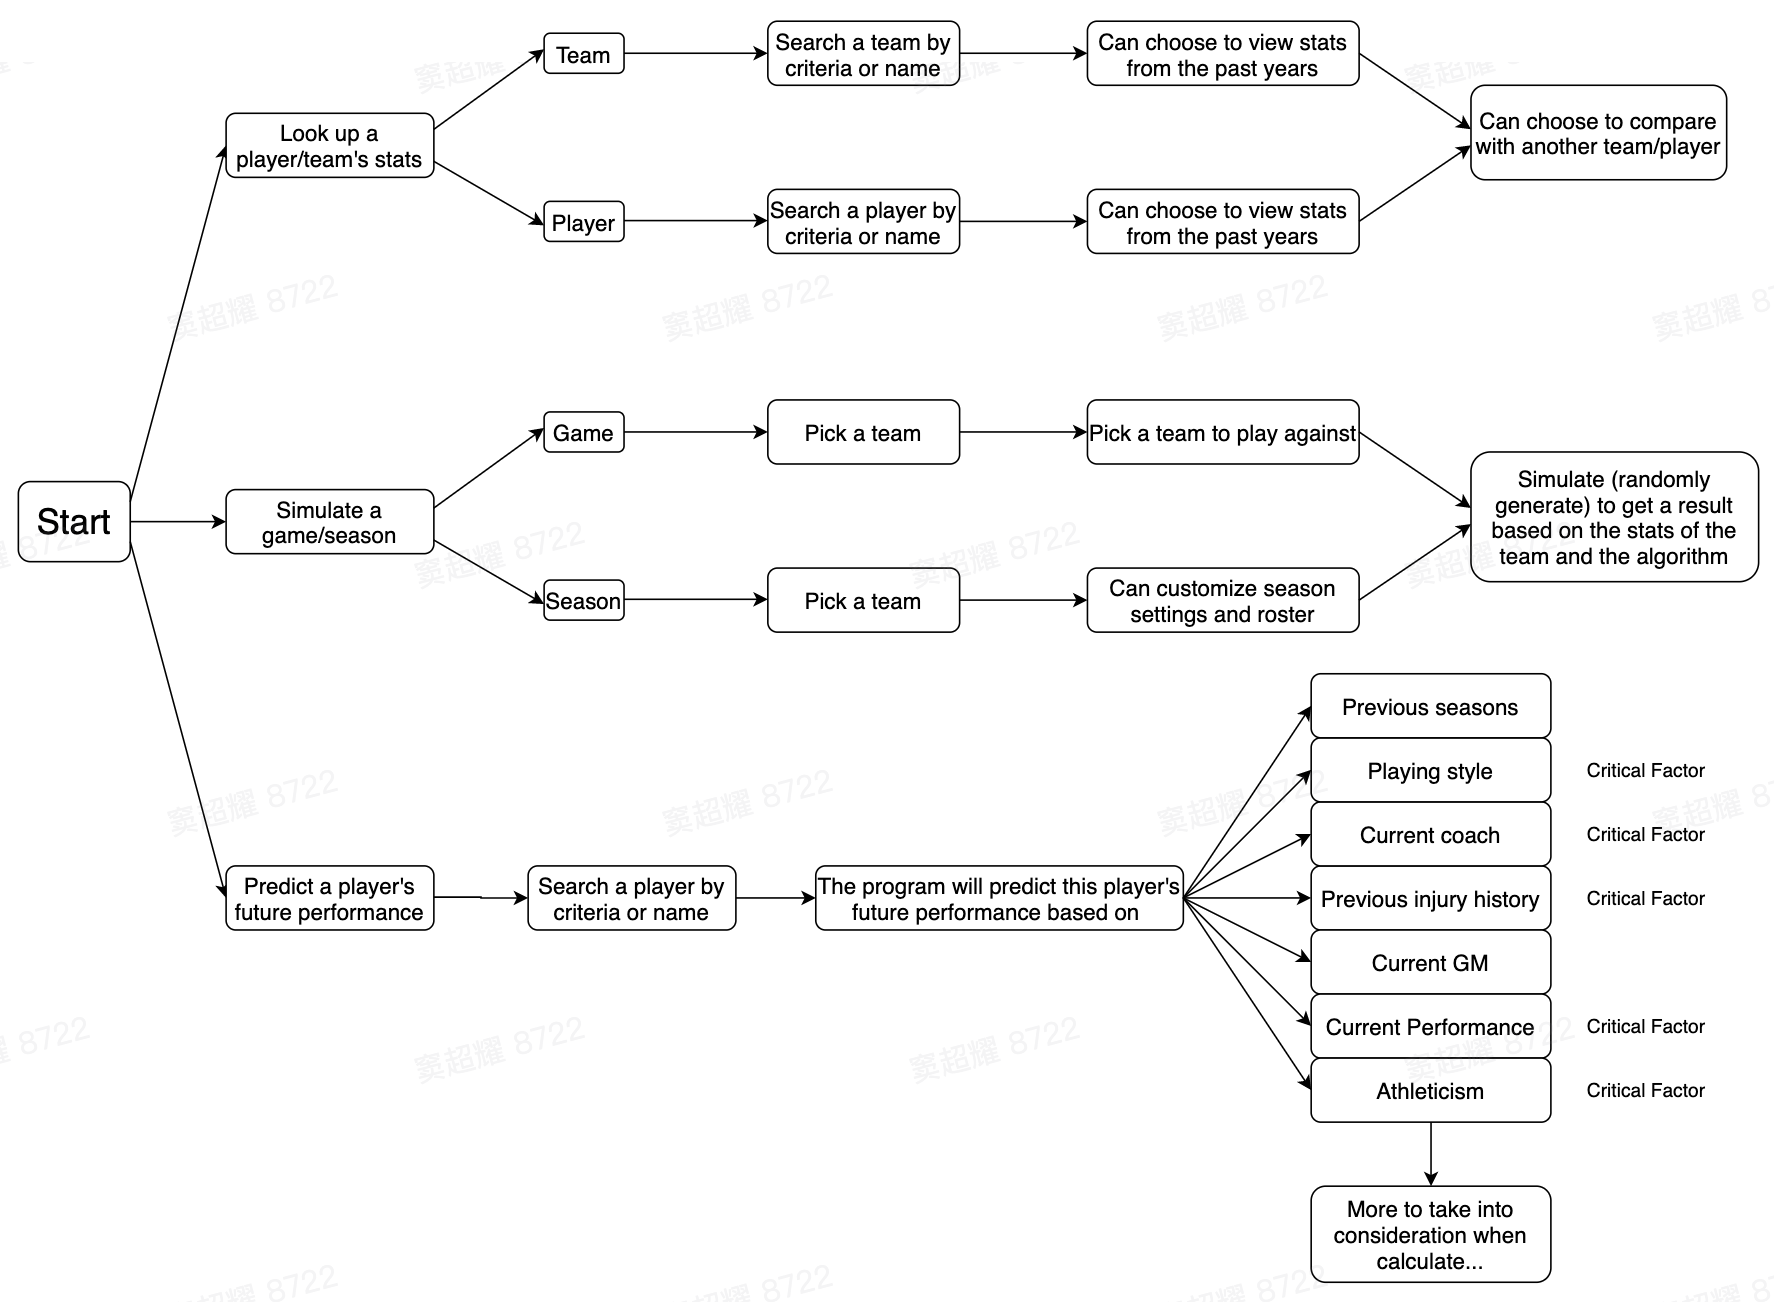 Start
Look up a
player/team's stats
Team
Search a team by
criteria or name
Can choose to view stats
from the past years
Player
Search a player by
criteria or name
Can choose to view stats
from the past years
Can choose to compare
with another team/player
Simulate a
game/season
Game
Pick a team
Pick a team to play against
Season
Pick a team
Can customize season
settings and roster
Simulate (randomly
generate) to get a result
based on the stats of the
team and the algorithm
Predict a player's
future performance
Search a player by
criteria or name
The program will predict this player's
future performance based on
Previous seasons
Playing style
Critical Factor
Current coach
Critical Factor
Previous injury history
Critical Factor
Current GM
Current Performance
Critical Factor
Athleticism
Critical Factor
More to take into
consideration when
calculate...
窦超耀 8722